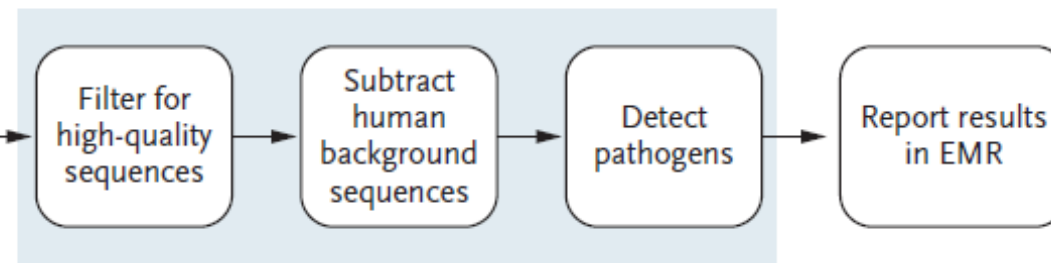 Filter for
high-quality
sequences
Subtract
human
background
sequences
Detect
pathogens
Report results
in EMR